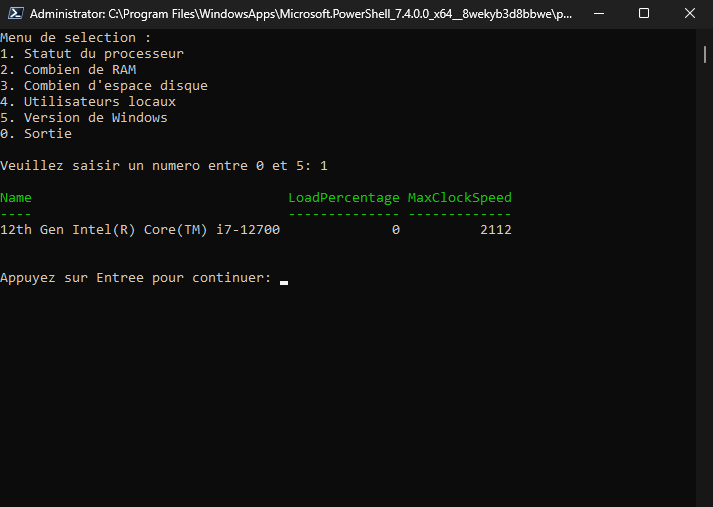 Administrator: C:\Program Files\WindowsApps\Microsoft.PowerShell_7.4.0.0_x64__8wekyb3d8bbwe\p...
Menu de selection :
1. Statut du processeur
2. Combien de RAM
3. Combien d'espace disque
4. Utilisateurs locaux
5. Version de Windows
0. Sortie
Veuillez saisir un numero entre 0 et 5: 1
Name LoadPercentage MaxClockSpeed
---- -------------- -------------
12th Gen Intel(R) Core(TM) i7-12700 0 2112
Appuyez sur Entree pour continuer: